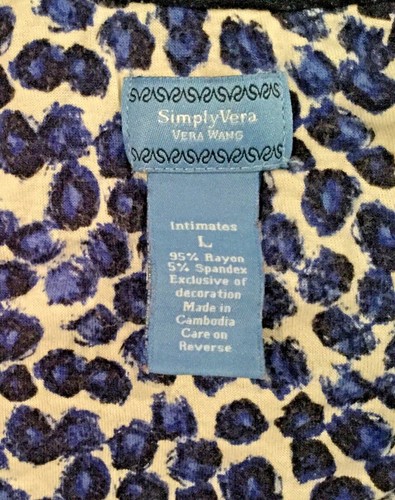 SimplyVera
VERA WANG
Intimates
L
95% Rayon
5% Spandex
Exclusive of
decoration
Made in
Cambodia
Care on
Reverse